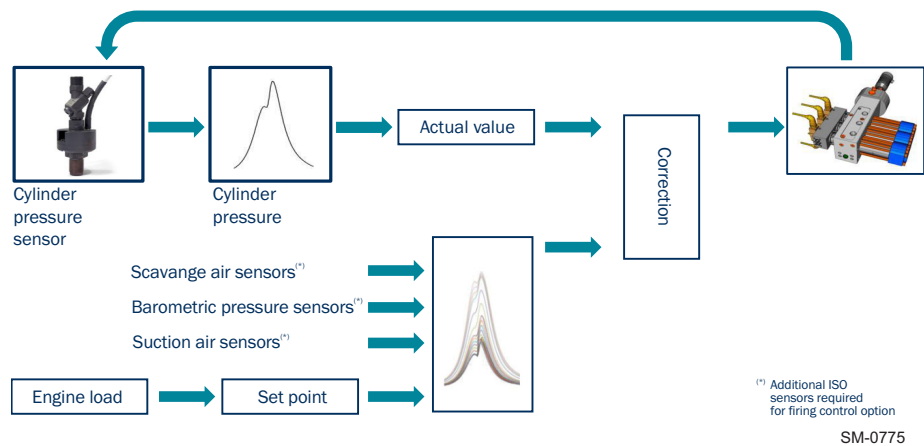 Cylinder
pressure
sensor
Cylinder
pressure
Actual value
Correction
Scavange air sensors(*)
Barometric pressure sensors(*)
Suction air sensors(*)
Engine load
Set point
(*) Additional ISO
sensors required
for firing control option
SM-0775